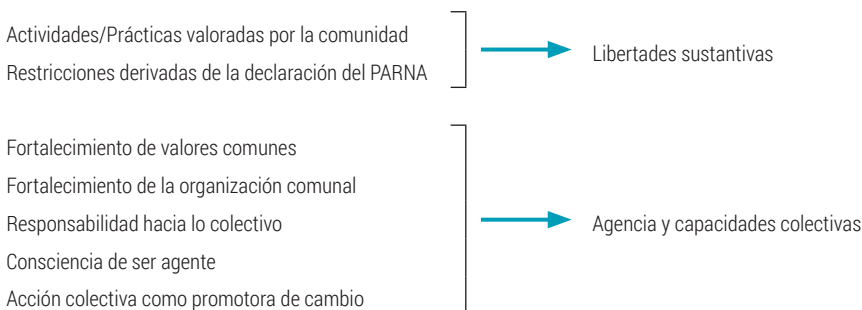 Actividades/Prácticas valoradas por la comunidad
Restricciones derivadas de la declaración del PARNA
Libertades sustantivas
Fortalecimiento de valores comunes
Fortalecimiento de la organización comunal
Responsabilidad hacia lo colectivo
Consciencia de ser agente
Acción colectiva como promotora de cambio
Agencia y capacidades colectivas